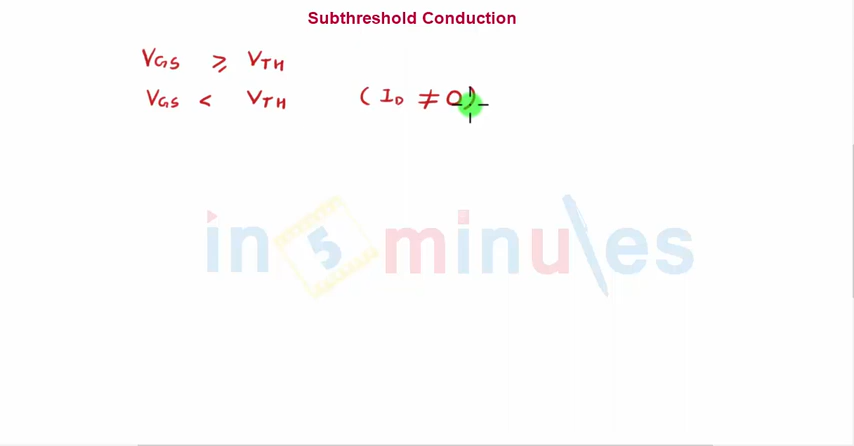 Subthreshold Conduction
VGS ≥ VTH
VGS < VTH (ID ≠ 0)
in 5 minutes